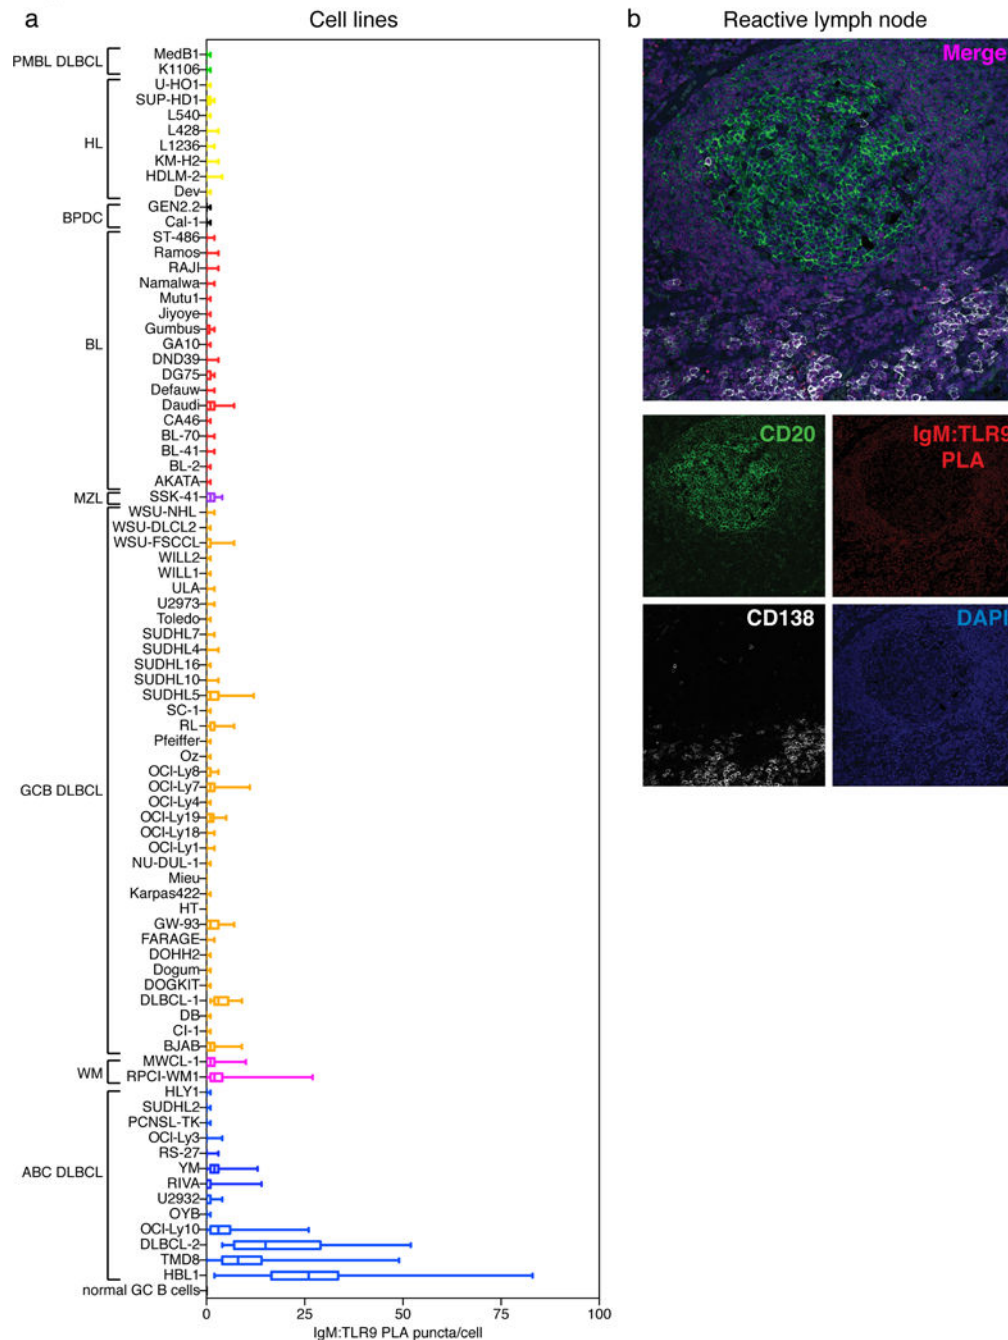 a
Cell lines
PMBL DLBCL
MedB1
K1106
HL
U-HO1
SUP-HD1
L540
L428
L1236
KM-H2
HDLM-2
Dev
BPDC
GEN2.2
Cal-1
BL
ST-486
Ramos
RAJI
Namalwa
Mutu1
Jiyoye
Gumbus
GA10
DND39
DG75
Defauw
Daudi
CA46
BL-70
BL-41
BL-2
AKATA
MZL
SSK-41
GCB DLBCL
WSU-NHL
WSU-DLCL2
WSU-FSCCL
WILL2
WILL1
ULA
U2973
Toledo
SUDHL7
SUDHL4
SUDHL16
SUDHL10
SUDHL5
SC-1
RL
Pfeiffer
Oz
OCI-Ly8
OCI-Ly7
OCI-Ly4
OCI-Ly19
OCI-Ly18
OCI-Ly1
NU-DUL-1
Mieu
Karpas422
HT
GW-93
FARAGE
DOHH2
Dogum
DOGKIT
DLBCL-1
DB
CI-1
BJAB
WM
MWCL-1
RPCI-WM1
ABC DLBCL
HLY1
SUDHL2
PCNSL-TK
OCI-Ly3
RS-27
YM
RIVA
U2932
OYB
OCI-Ly10
DLBCL-2
TMD8
HBL1
normal GC B cells
0 25 50 75 100
IgM:TLR9 PLA puncta/cell
b
Reactive lymph node
Merge
CD20
IgM:TLR9
PLA
CD138
DAPI